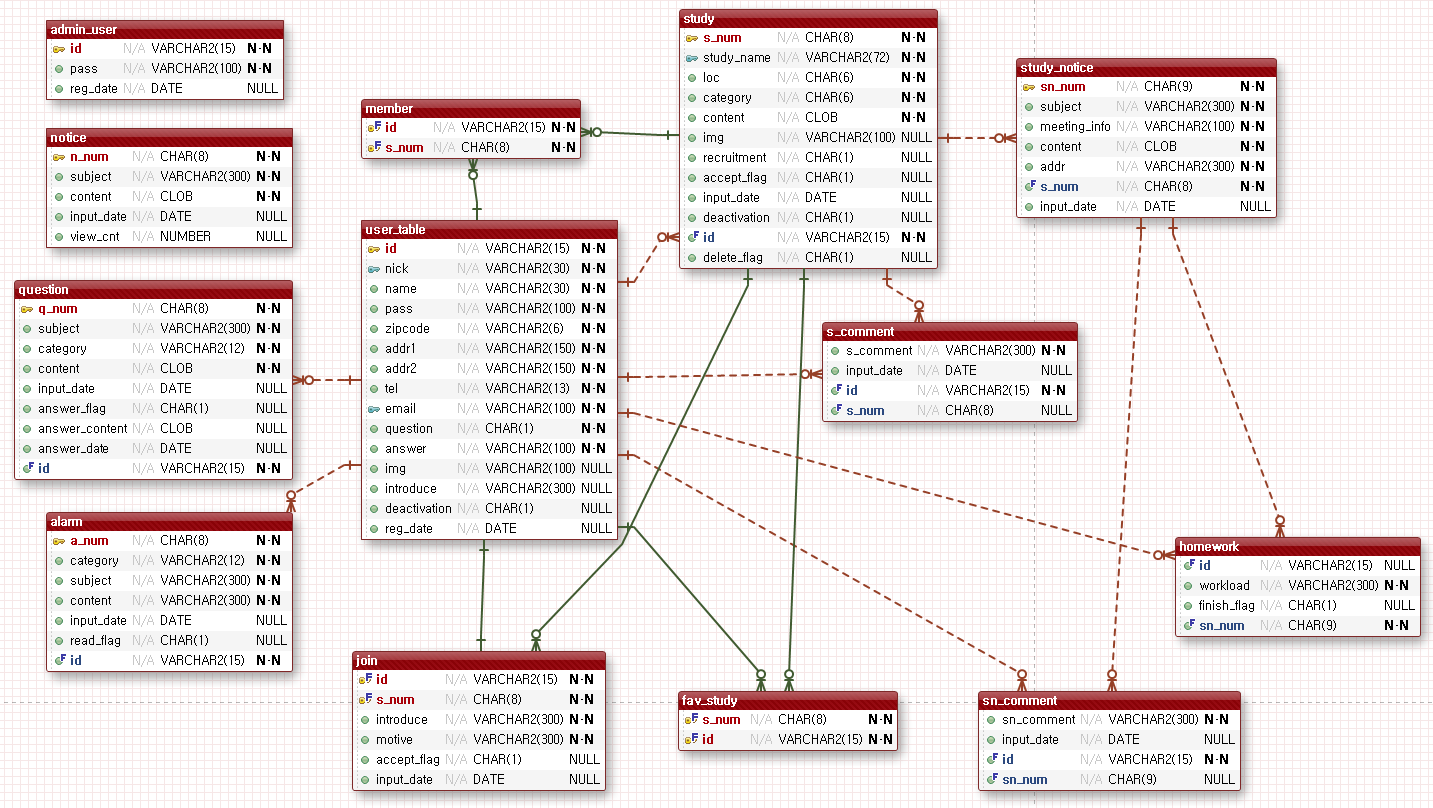 admin_user
id N/A VARCHAR2(15) N-N
pass N/A VARCHAR2(100) N-N
reg_date N/A DATE NULL
notice
n_num N/A CHAR(8) N-N
subject N/A VARCHAR2(300) N-N
content N/A CLOB N-N
input_date N/A DATE NULL
view_cnt N/A NUMBER NULL
question
q_num N/A CHAR(8) N-N
subject N/A VARCHAR2(300) N-N
category N/A VARCHAR2(12) N-N
content N/A CLOB N-N
input_date N/A DATE NULL
answer_flag N/A CHAR(1) NULL
answer_content N/A CLOB NULL
answer_date N/A DATE NULL
id N/A VARCHAR2(15) N-N
alarm
a_num N/A CHAR(8) N-N
category N/A VARCHAR2(12) N-N
subject N/A VARCHAR2(300) N-N
content N/A VARCHAR2(300) N-N
input_date N/A DATE NULL
read_flag N/A CHAR(1) NULL
id N/A VARCHAR2(15) N-N
member
id N/A VARCHAR2(15) N-N
s_num N/A CHAR(8) N-N
user_table
id N/A VARCHAR2(15) N-N
nick N/A VARCHAR2(30) N-N
name N/A VARCHAR2(30) N-N
pass N/A VARCHAR2(100) N-N
zipcode N/A VARCHAR2(6) N-N
addr1 N/A VARCHAR2(150) N-N
addr2 N/A VARCHAR2(150) N-N
tel N/A VARCHAR2(13) N-N
email N/A VARCHAR2(100) N-N
question N/A CHAR(1) N-N
answer N/A VARCHAR2(100) N-N
img N/A VARCHAR2(100) NULL
introduce N/A VARCHAR2(300) NULL
deactivation N/A CHAR(1) NULL
reg_date N/A DATE NULL
join
id N/A VARCHAR2(15) N-N
s_num N/A CHAR(8) N-N
introduce N/A VARCHAR2(300) N-N
motive N/A VARCHAR2(300) N-N
accept_flag N/A CHAR(1) NULL
input_date N/A DATE NULL
study
s_num N/A CHAR(8) N-N
study_name N/A VARCHAR2(72) N-N
loc N/A CHAR(6) N-N
category N/A CHAR(6) N-N
content N/A CLOB N-N
img N/A VARCHAR2(100) NULL
recruitment N/A CHAR(1) NULL
accept_flag N/A CHAR(1) NULL
input_date N/A DATE NULL
deactivation N/A CHAR(1) NULL
id N/A VARCHAR2(15) N-N
delete_flag N/A CHAR(1) NULL
s_comment
s_comment N/A VARCHAR2(300) N-N
input_date N/A DATE NULL
id N/A VARCHAR2(15) N-N
s_num N/A CHAR(8) NULL
fav_study
s_num N/A CHAR(8) N-N
id N/A VARCHAR2(15) N-N
study_notice
sn_num N/A CHAR(9) N-N
subject N/A VARCHAR2(300) N-N
meeting_info N/A VARCHAR2(100) N-N
content N/A CLOB N-N
addr N/A VARCHAR2(300) N-N
s_num N/A CHAR(8) N-N
input_date N/A DATE NULL
homework
id N/A VARCHAR2(15) NULL
workload N/A VARCHAR2(300) N-N
finish_flag N/A CHAR(1) NULL
sn_num N/A CHAR(9) N-N
sn_comment
sn_comment N/A VARCHAR2(300) N-N
input_date N/A DATE NULL
id N/A VARCHAR2(15) N-N
sn_num N/A CHAR(9) NULL